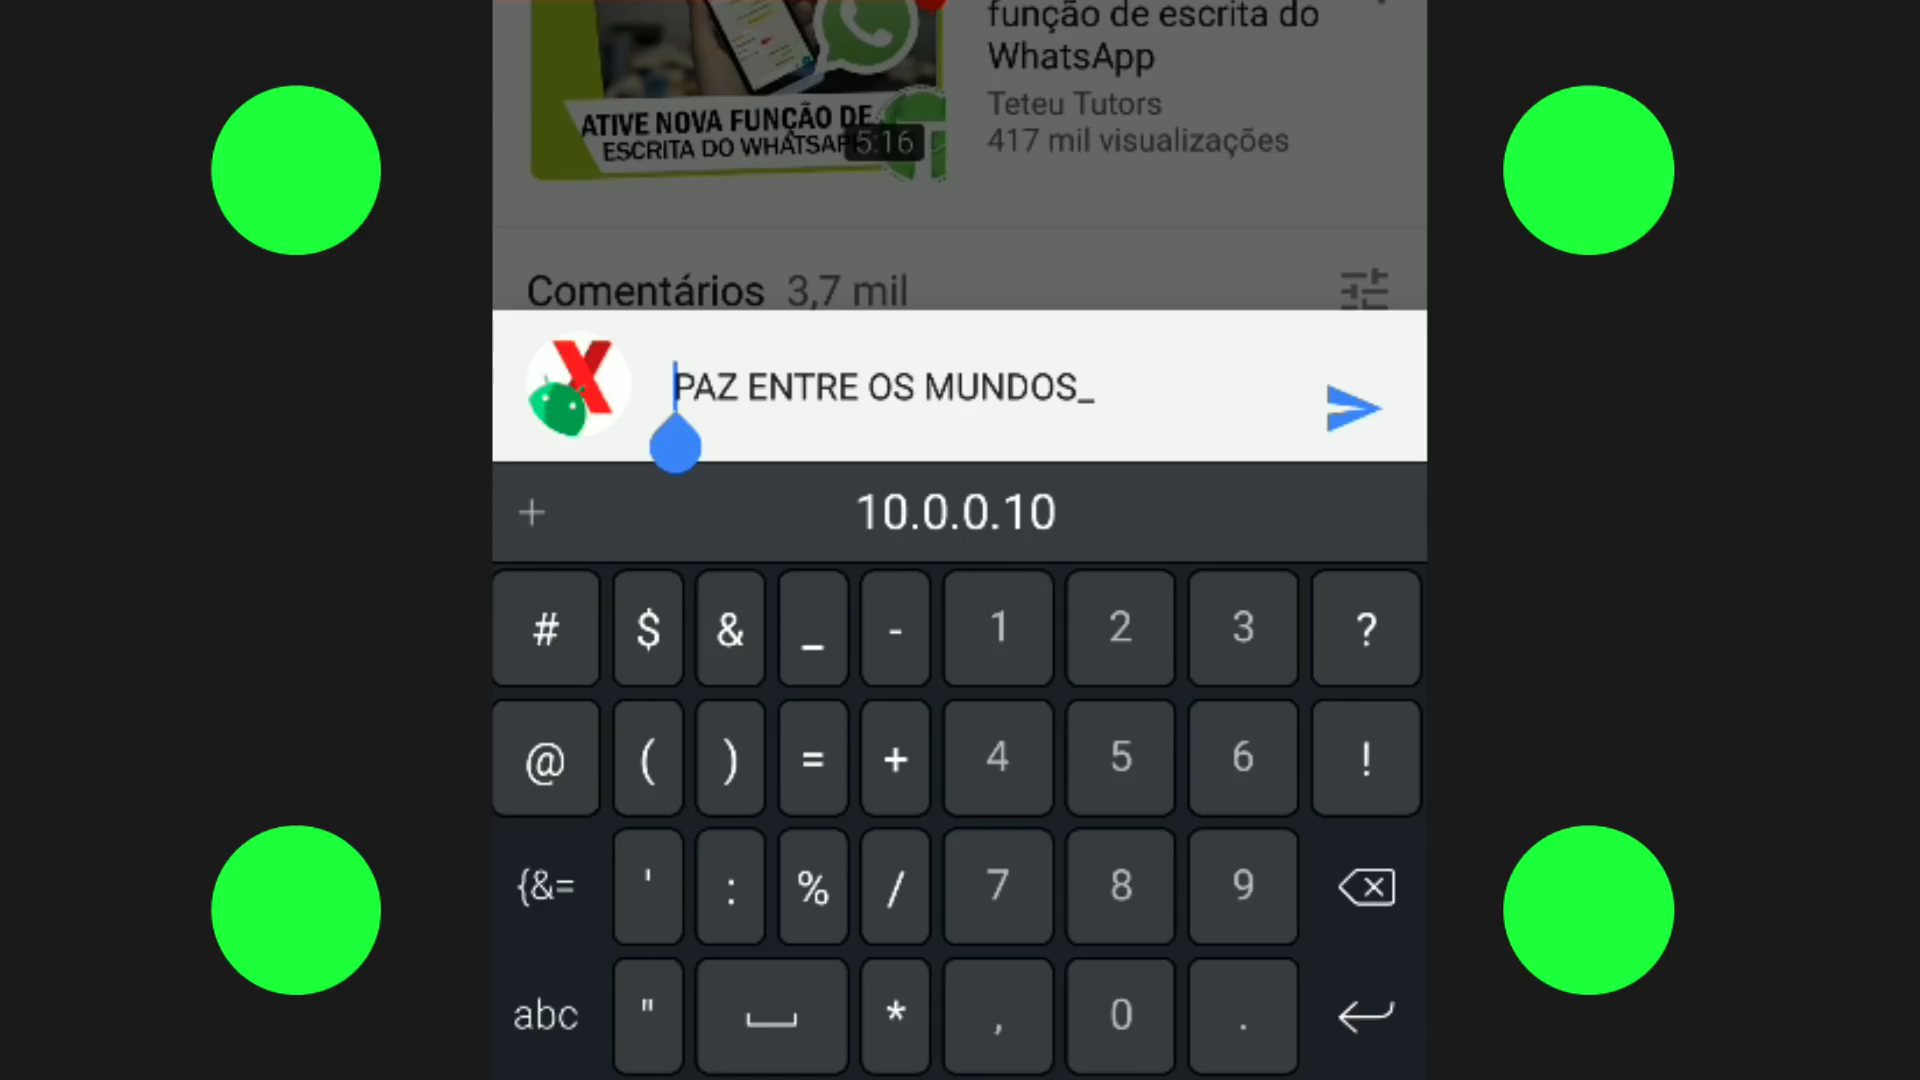 função de escrita do
WhatsApp
Teteu Tutors
417 mil visualizações
ATIVE NOVA FUNÇÃO DE
ESCRITA DO WHATSAPP
5:16
Comentários 3,7 mil
PAZ ENTRE OS MUNDOS_
+ 10.0.0.10
# $ & _ - 1 2 3 ?
@ ( ) = + 4 5 6 !
{&= ' : % / 7 8 9
abc " * , 0 .